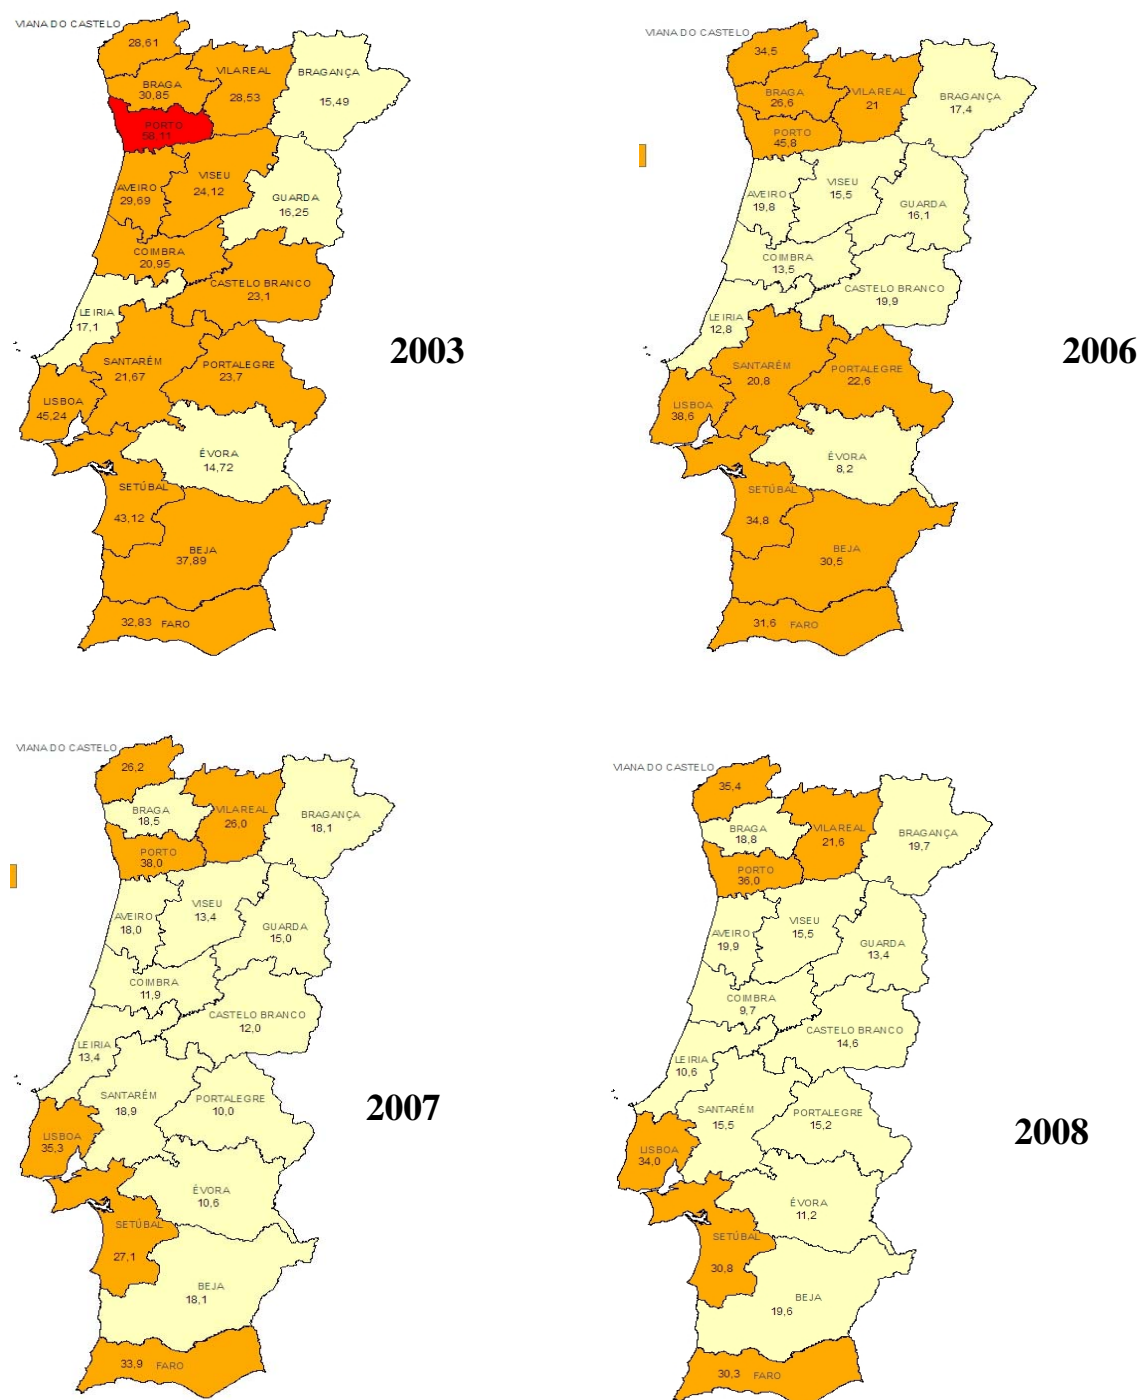 VIANA DO CASTELO
28,61
BRAGA
30,85
VILA REAL
28,53
BRAGANÇA
15,49
PORTO
58,11
AVEIRO
29,69
VISEU
24,12
GUARDA
16,25
COIMBRA
20,95
CASTELO BRANCO
23,1
LEIRIA
17,1
SANTARÉM
21,67
PORTALEGRE
23,7
LISBOA
45,24
ÉVORA
14,72
SETÚBAL
43,12
BEJA
37,89
32,83 FARO
2003
VIANA DO CASTELO
34,5
BRAGA
26,6
VILA REAL
21
BRAGANÇA
17,4
PORTO
45,8
AVEIRO
19,8
VISEU
15,5
GUARDA
16,1
COIMBRA
13,5
CASTELO BRANCO
19,9
LEIRIA
12,8
SANTARÉM
20,8
PORTALEGRE
22,6
LISBOA
38,6
ÉVORA
8,2
SETÚBAL
34,8
BEJA
30,5
31,6 FARO
2006
VIANA DO CASTELO
26,2
BRAGA
18,5
VILA REAL
26,0
BRAGANÇA
18,1
PORTO
38,0
AVEIRO
18,0
VISEU
13,4
GUARDA
15,0
COIMBRA
11,9
CASTELO BRANCO
12,0
LEIRIA
13,4
SANTARÉM
18,9
PORTALEGRE
10,0
LISBOA
35,3
ÉVORA
10,6
SETÚBAL
27,1
BEJA
18,1
33,9 FARO
2007
VIANA DO CASTELO
35,4
BRAGA
18,8
VILA REAL
21,6
BRAGANÇA
19,7
PORTO
36,0
AVEIRO
19,9
VISEU
15,5
GUARDA
13,4
COIMBRA
9,7
CASTELO BRANCO
14,6
LEIRIA
10,6
SANTARÉM
15,5
PORTALEGRE
15,2
LISBOA
34,0
ÉVORA
11,2
SETÚBAL
30,8
BEJA
19,6
30,3 FARO
2008